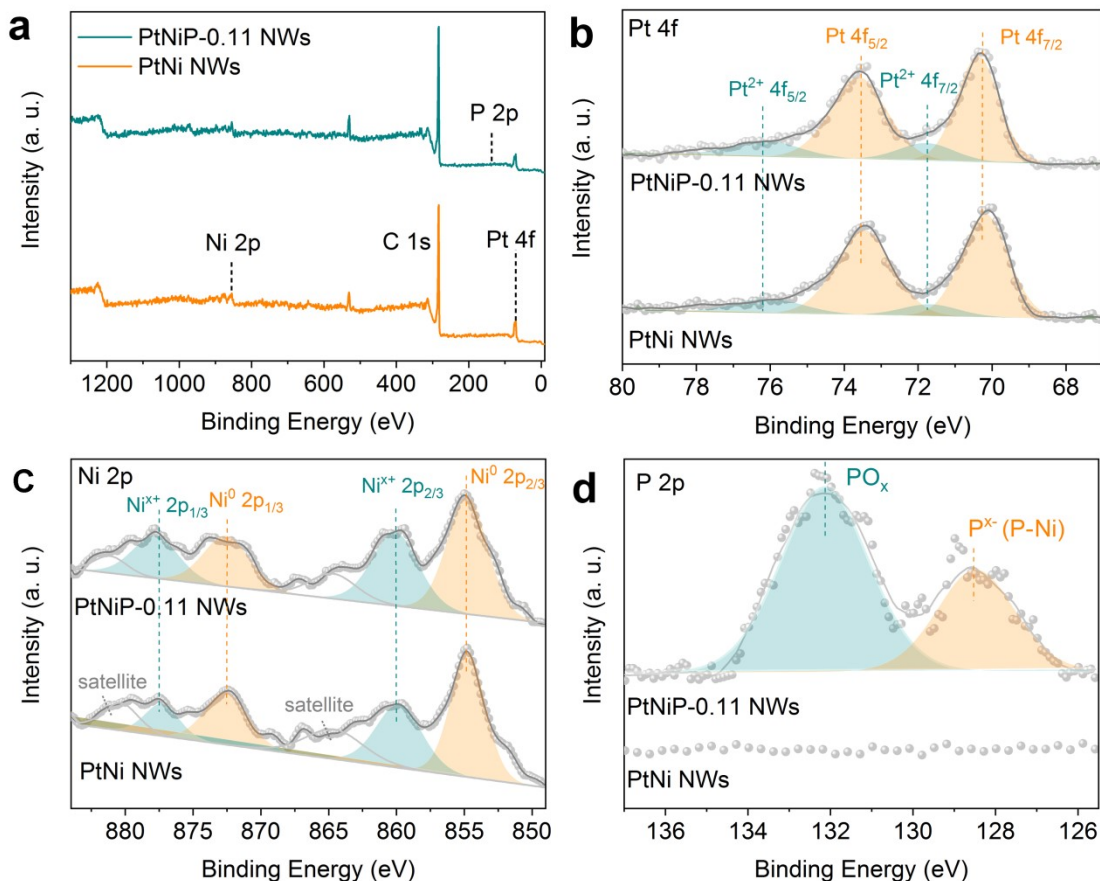 a
PtNiP-0.11 NWs
PtNi NWs
P 2p
Ni 2p
C 1s
Pt 4f
Intensity (a. u.)
1200 1000 800 600 400 200 0
Binding Energy (eV)
b
Pt 4f
Pt 4f5/2
Pt 4f7/2
Pt2+ 4f5/2
Pt2+ 4f7/2
PtNiP-0.11 NWs
PtNi NWs
Intensity (a. u.)
80 78 76 74 72 70 68
Binding Energy (eV)
c
Ni 2p
Nix+ 2p1/3
Ni0 2p1/3
Nix+ 2p2/3
Ni0 2p2/3
PtNiP-0.11 NWs
satellite
satellite
PtNi NWs
Intensity (a. u.)
880 875 870 865 860 855 850
Binding Energy (eV)
d
P 2p
POx
Px- (P-Ni)
PtNiP-0.11 NWs
PtNi NWs
Intensity (a. u.)
136 134 132 130 128 126
Binding Energy (eV)